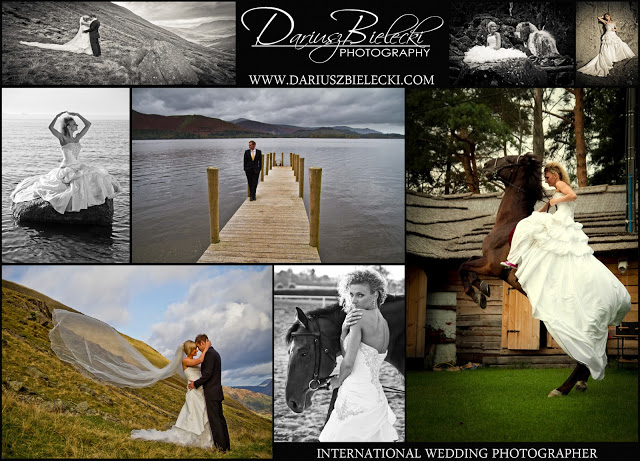 DariuszBielecki
PHOTOGRAPHY
WWW.DARIUSZBIELECKI.COM
INTERNATIONAL WEDDING PHOTOGRAPHER